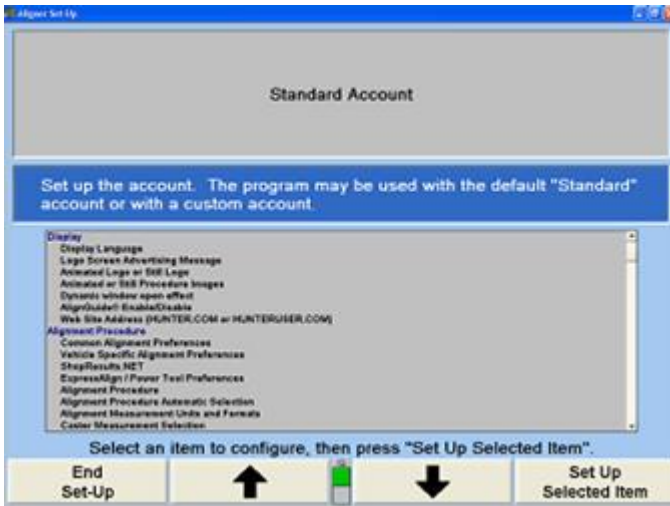 Aligner Set-Up
Standard Account
Set up the account. The program may be used with the default "Standard"
account or with a custom account.
Display
Display Language
Logo Screen Advertising Message
Animated Logo or Still Logo
Animated or Still Procedure Images
Dynamic window open effect
AlignGuide® Enable/Disable
Web Site Address (HUNTER.COM or HUNTERUSER.COM)
Alignment Procedure
Common Alignment Preferences
Vehicle Specific Alignment Preferences
ShopResults.NET
ExpressAlign / Power Tool Preferences
Alignment Procedure
Alignment Procedure Automatic Selection
Alignment Measurement Units and Formats
Caster Measurement Selection
Select an item to configure, then press "Set Up Selected Item".
End
Set-Up
Set Up
Selected Item